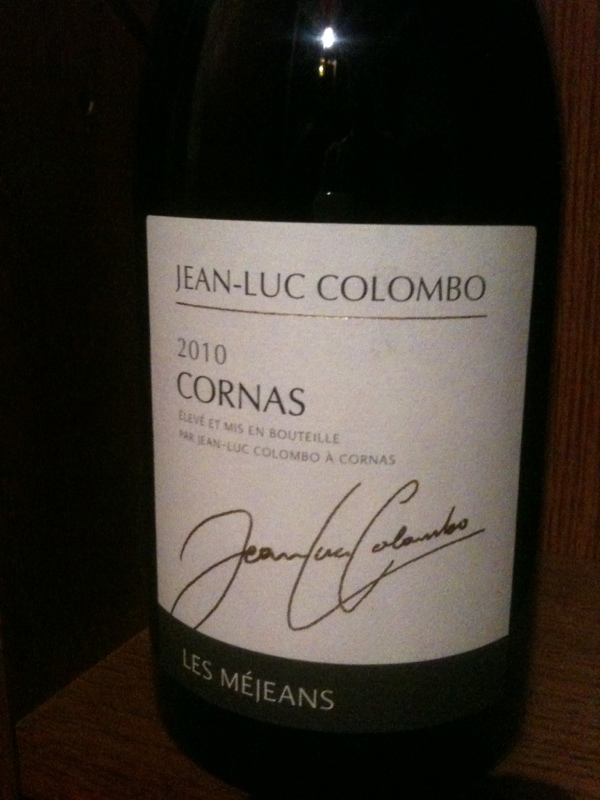 JEAN-LUC COLOMBO
2010
CORNAS
ÉLEVÉ ET MIS EN BOUTEILLE
PAR JEAN-LUC COLOMBO À CORNAS
Jean-Luc Colombo
LES MÉJEANS